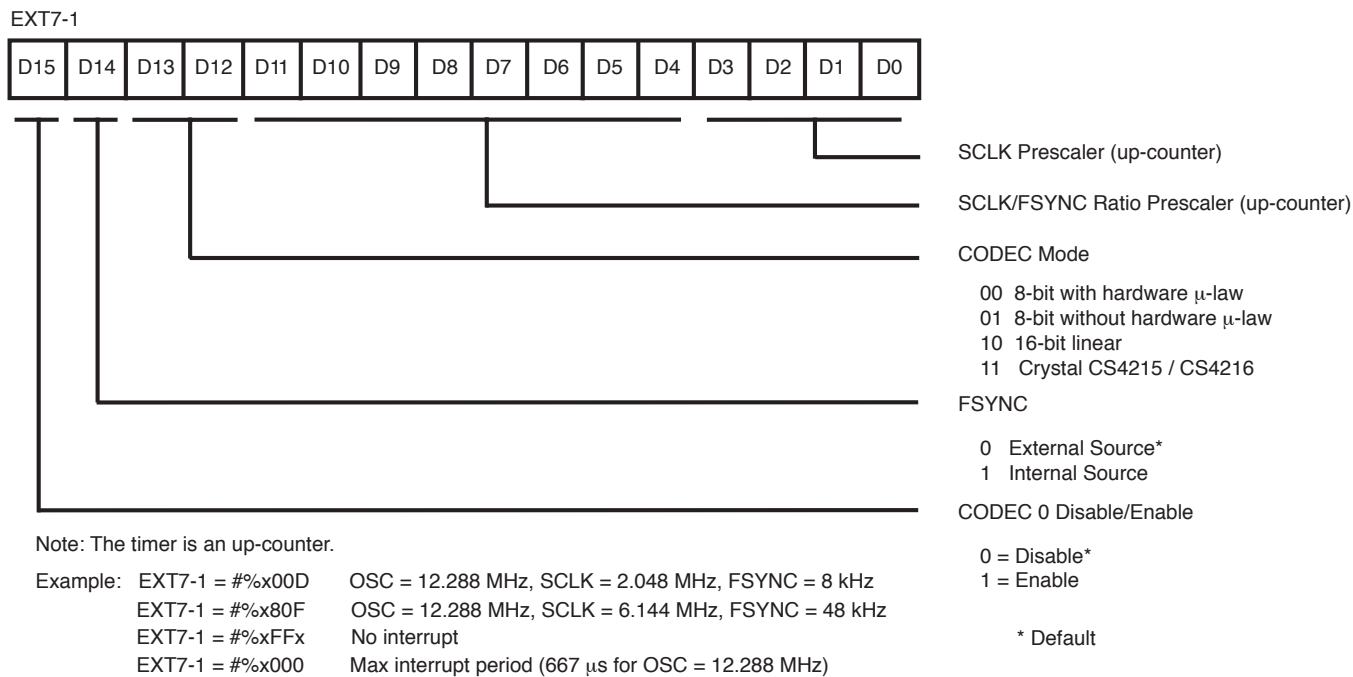 EXT7-1
D15 D14 D13 D12 D11 D10 D9 D8 D7 D6 D5 D4 D3 D2 D1 D0
SCLK Prescaler (up-counter)
SCLK/FSYNC Ratio Prescaler (up-counter)
CODEC Mode
00 8-bit with hardware μ-law
01 8-bit without hardware μ-law
10 16-bit linear
11 Crystal CS4215 / CS4216
FSYNC
0 External Source*
1 Internal Source
CODEC 0 Disable/Enable
0 = Disable*
1 = Enable
* Default
Note: The timer is an up-counter.
Example: EXT7-1 = #%x00D OSC = 12.288 MHz, SCLK = 2.048 MHz, FSYNC = 8 kHz
EXT7-1 = #%x80F OSC = 12.288 MHz, SCLK = 6.144 MHz, FSYNC = 48 kHz
EXT7-1 = #%xFFx No interrupt
EXT7-1 = #%x000 Max interrupt period (667 μs for OSC = 12.288 MHz)